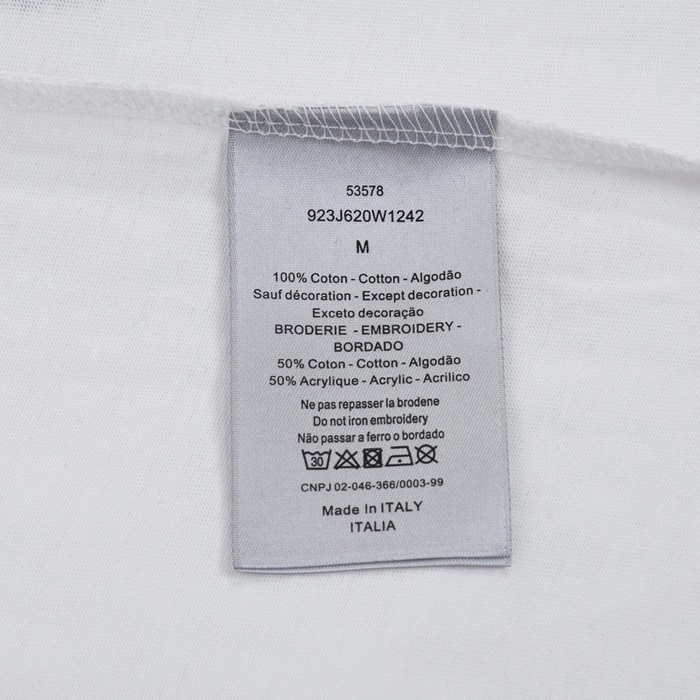 53578
923J620W1242
M
100% Coton - Cotton - Algodão
Sauf décoration - Except decoration -
Exceto decoração
BRODERIE - EMBROIDERY -
BORDADO
50% Coton - Cotton - Algodão
50% Acrylique - Acrylic - Acrílico
Ne pas repasser la brodene
Do not iron embroidery
Não passar a ferro o bordado
30
CNPJ 02-046-366/0003-99
Made In ITALY
ITALIA